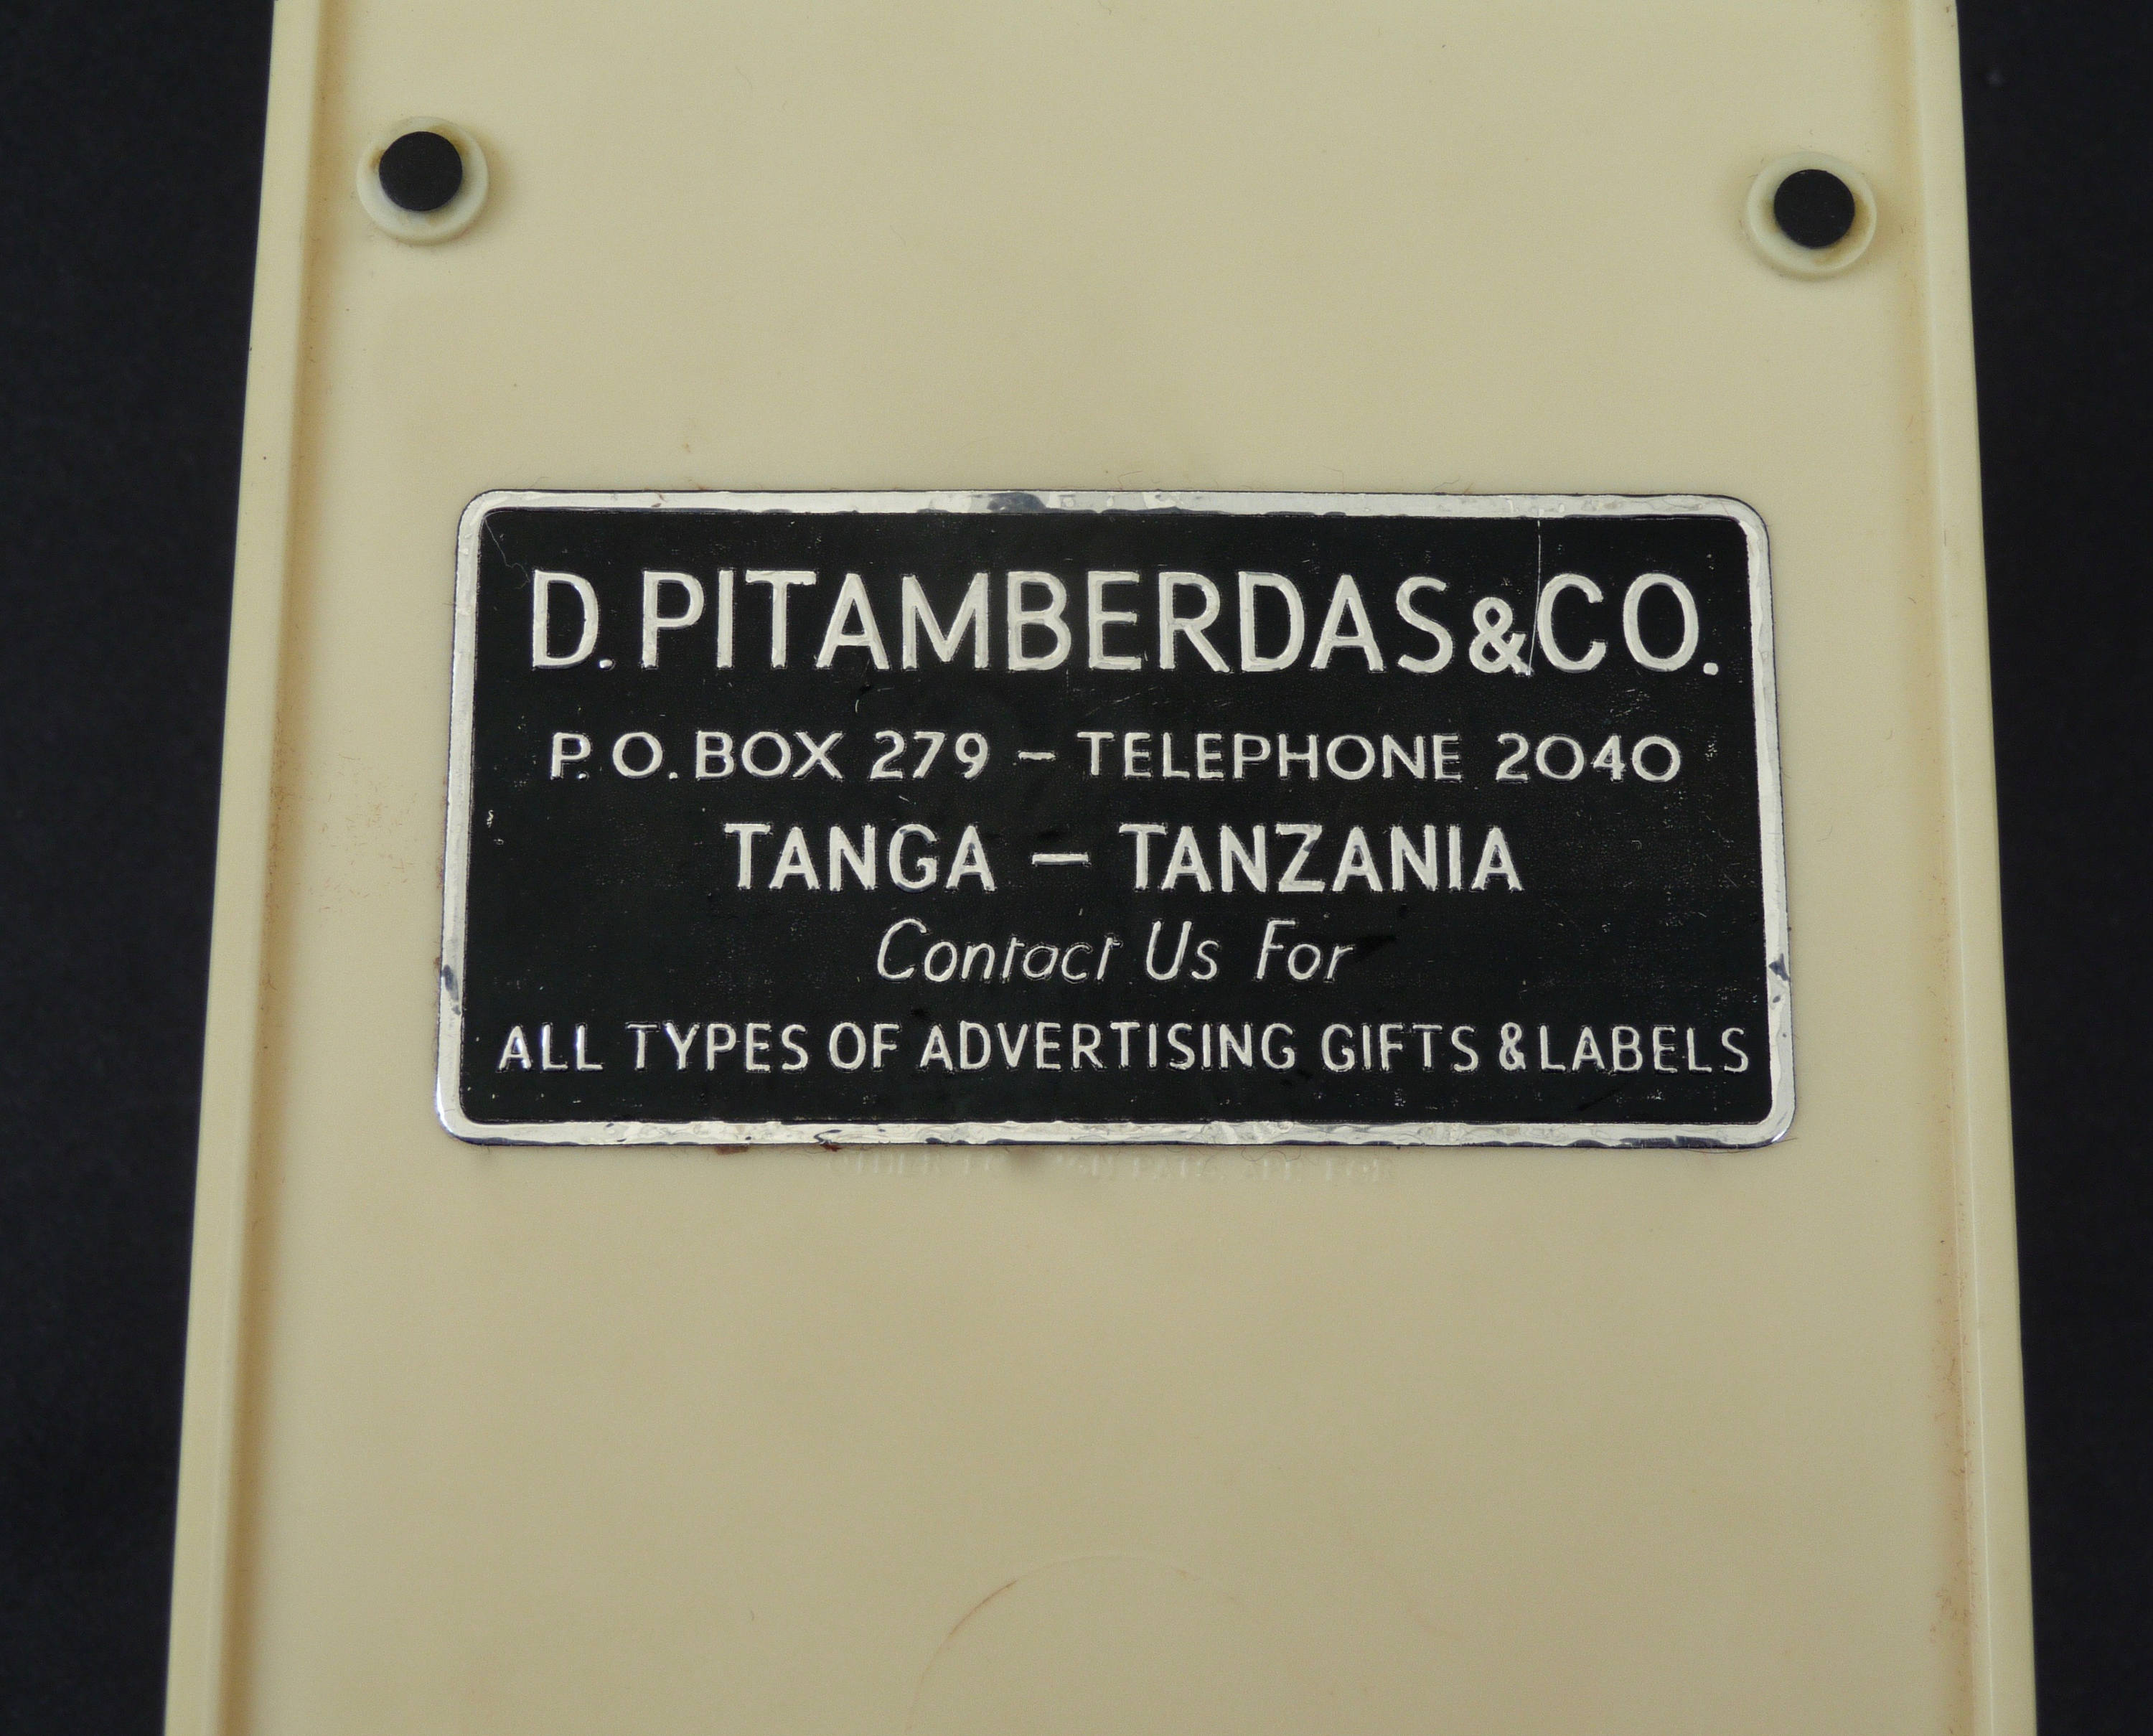 D. PITAMBERDAS & CO.
P. O. BOX 279 – TELEPHONE 2040
TANGA – TANZANIA
Contact Us For
ALL TYPES OF ADVERTISING GIFTS & LABELS